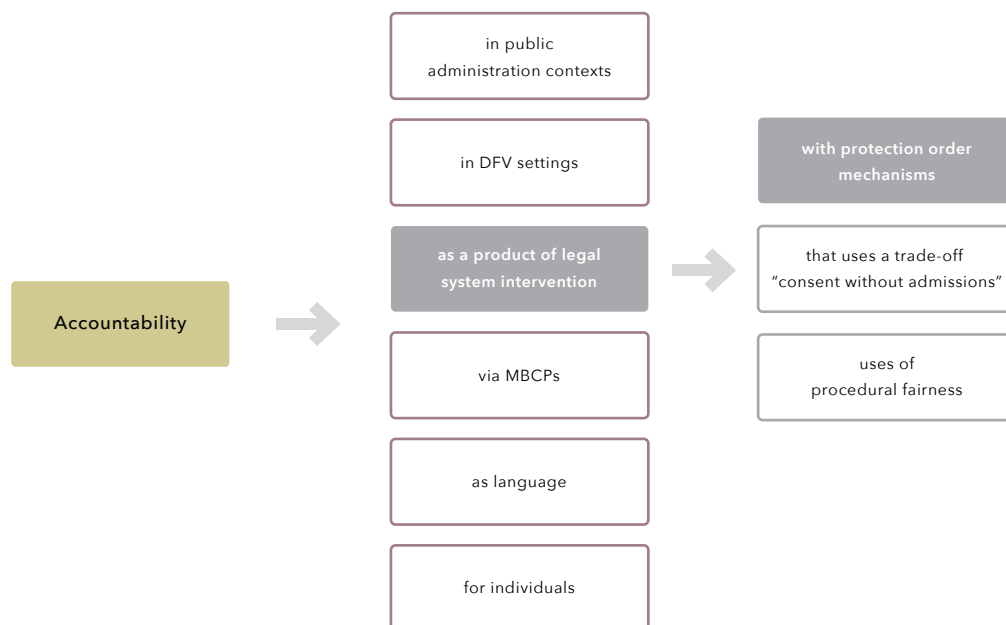 Accountability
in public
administration contexts
in DFV settings
as a product of legal
system intervention
via MBCPs
as language
for individuals
with protection order
mechanisms
that uses a trade-off
“consent without admissions”
uses of
procedural fairness